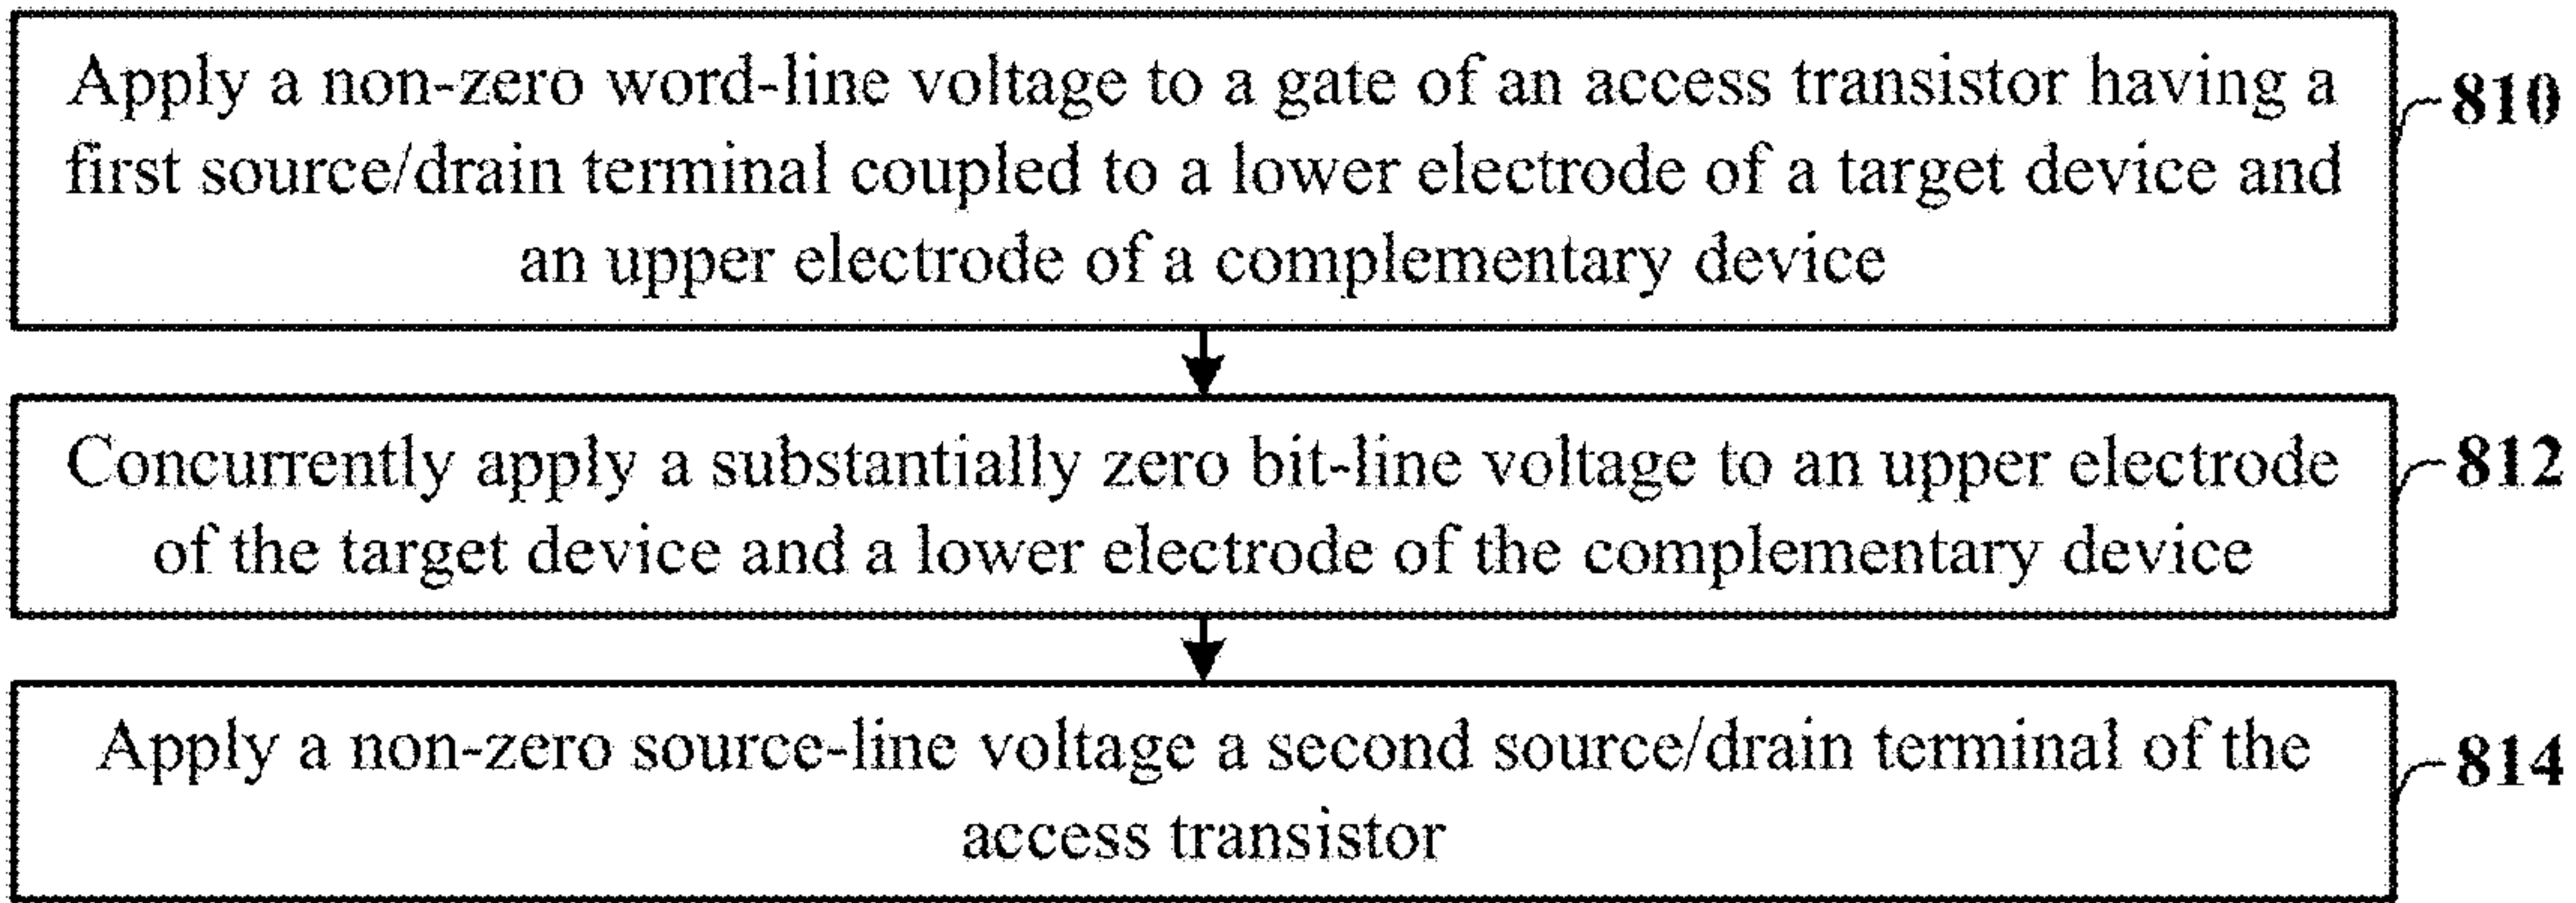 Apply a non-zero word-line voltage to a gate of an access transistor having a
first source/drain terminal coupled to a lower electrode of a target device and
an upper electrode of a complementary device
810
Concurrently apply a substantially zero bit-line voltage to an upper electrode
of the target device and a lower electrode of the complementary device
812
Apply a non-zero source-line voltage a second source/drain terminal of the
access transistor
814